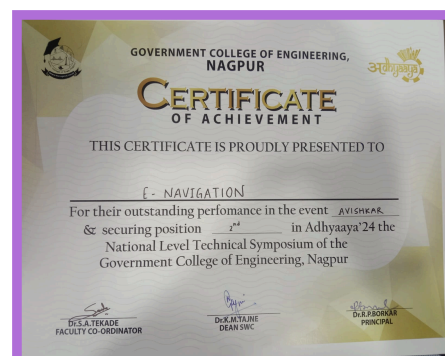 GOVERNMENT COLLEGE OF ENGINEERING,
NAGPUR
अध्याय
CERTIFICATE
OF ACHIEVEMENT
THIS CERTIFICATE IS PROUDLY PRESENTED TO
E- NAVIGATION
For their outstanding perfomance in the event AVISHKAR
& securing position 2nd in Adhyaaya'24 the
National Level Technical Symposium of the
Government College of Engineering, Nagpur
Dr.S.A.TEKADE
FACULTY CO-ORDINATOR
Dr.K.M.TAJNE
DEAN SWC
Dr.R.P.BORKAR
PRINCIPAL